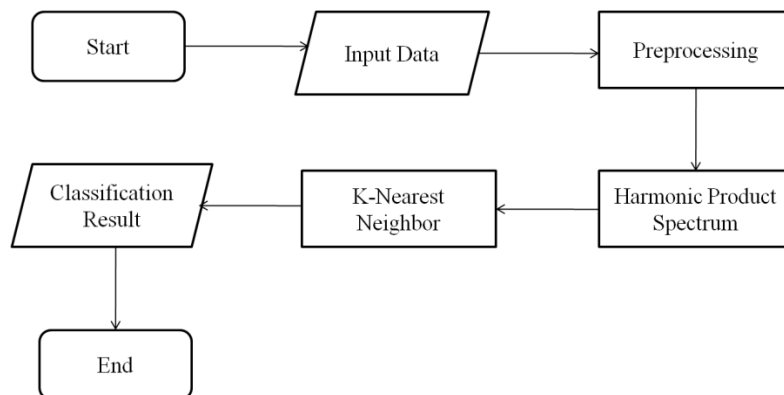 Start
Input Data
Preprocessing
Harmonic Product
Spectrum
K-Nearest
Neighbor
Classification
Result
End